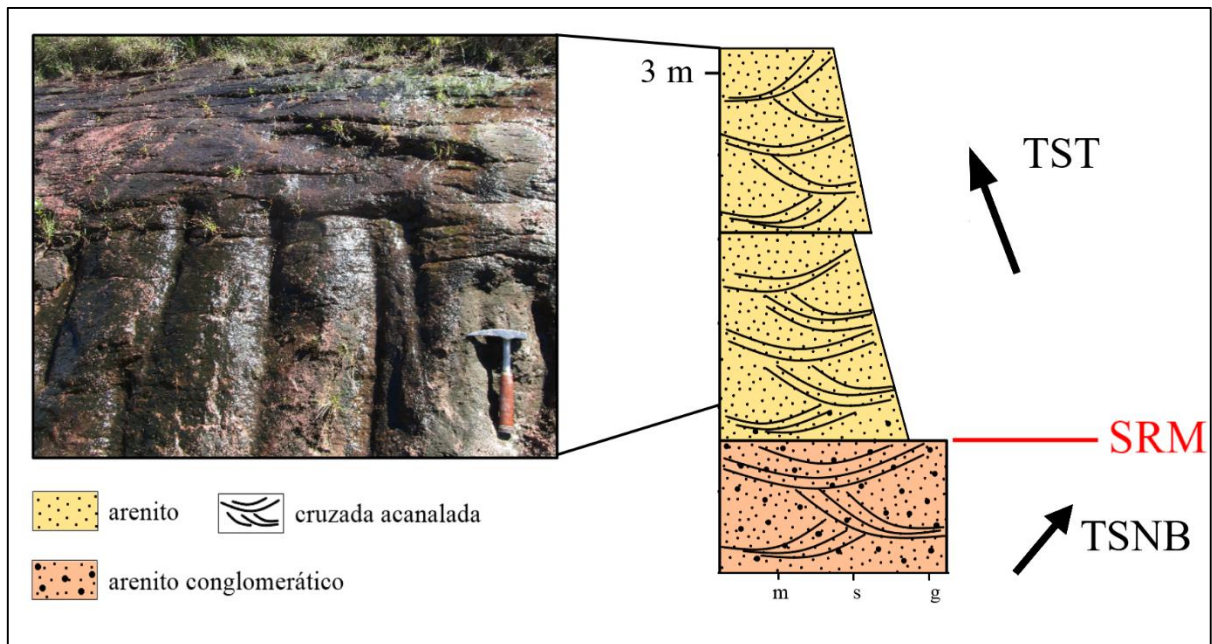 3 m
TST
SRM
TSNB
m s g
arenito
cruzada acanalada
arenito conglomerático